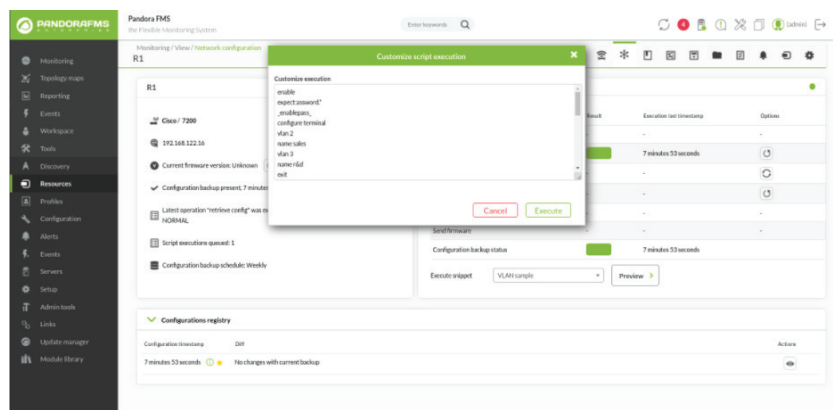 PANDORAFMS
ENTERPRISE
Pandora FMS
the Flexible Monitoring System
Enter keywords
4
(admin)
Monitoring
Topology maps
Reporting
Events
Workspace
Tools
Discovery
Resources
Profiles
Configuration
Alerts
Events
Servers
Setup
Admin tools
Links
Update manager
Module library
Monitoring / View / Network configuration
R1
R1
Cisco / 7200
192.168.122.16
Current firmware version: Unknown
Configuration backup present, 7 minutes
Latest operation "retrieve config" was
NORMAL
Script executions queued: 1
Configuration backup schedule: Weekly
Customize script execution
Customize execution
enable
expect:assword:*
_enablepass_
configure terminal
vlan 2
name sales
vlan 3
name r&d
exit
Cancel
Execute
Result
Execution last timestamp
Options
-
-
7 minutes 53 seconds
-
-
-
-
Send firmware
-
-
-
Configuration backup status
7 minutes 53 seconds
Execute snippet
VLAN sample
Preview
Configurations registry
Configuration timestamp
Diff
Actions
7 minutes 53 seconds
No changes with current backup